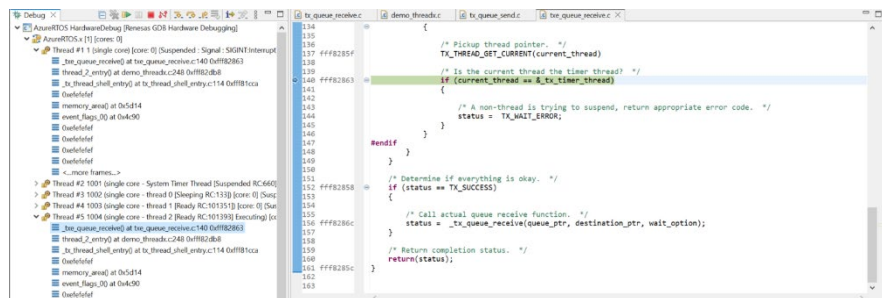 Debug
AzureRTOS HardwareDebug [Renesas GDB Hardware Debugging]
AzureRTOS.x [1] [cores: 0]
Thread #1 1 (single core) [core: 0] (Suspended : Signal : SIGINT:Interrupt
_txe_queue_receive() at txe_queue_receive.c:140 0xfff82863
thread_2_entry() at demo_threadx.c:248 0xfff82db8
_tx_thread_shell_entry() at tx_thread_shell_entry.c:114 0xfff81cca
0xefefefef
memory_area() at 0x5d14
event_flags_0() at 0x4c90
0xefefefef
0xefefefef
0xefefefef
0xefefefef
<...more frames...>
Thread #2 1001 (single core - System Timer Thread [Suspended RC:660]
Thread #3 1002 (single core - thread 0 [Sleeping RC:133]) [core: 0] (Susp
Thread #4 1003 (single core - thread 1 [Ready RC:101351]) [core: 0] (Sus
Thread #5 1004 (single core - thread 2 [Ready RC:101393] Executing) [co
_txe_queue_receive() at txe_queue_receive.c:140 0xfff82863
thread_2_entry() at demo_threadx.c:248 0xfff82db8
_tx_thread_shell_entry() at tx_thread_shell_entry.c:114 0xfff81cca
0xefefefef
memory_area() at 0x5d14
event_flags_0() at 0x4c90
0xefefefef
tx_queue_receive.c
demo_threadx.c
tx_queue_send.c
txe_queue_receive.c
134 {
135
136 /* Pickup thread pointer. */
137 fff8285f TX_THREAD_GET_CURRENT(current_thread)
138
139 /* Is the current thread the timer thread? */
140 fff82863 if (current_thread == &_tx_timer_thread)
141 {
142
143 /* A non-thread is trying to suspend, return appropriate error code. */
144 status = TX_WAIT_ERROR;
145 }
146 }
147 #endif
148 }
149 }
150
151 /* Determine if everything is okay. */
152 fff82858 if (status == TX_SUCCESS)
153 {
154
155 /* Call actual queue receive function. */
156 fff8286c status = _tx_queue_receive(queue_ptr, destination_ptr, wait_option);
157 }
158
159 /* Return completion status. */
160 return(status);
161 fff8285c }
162
163